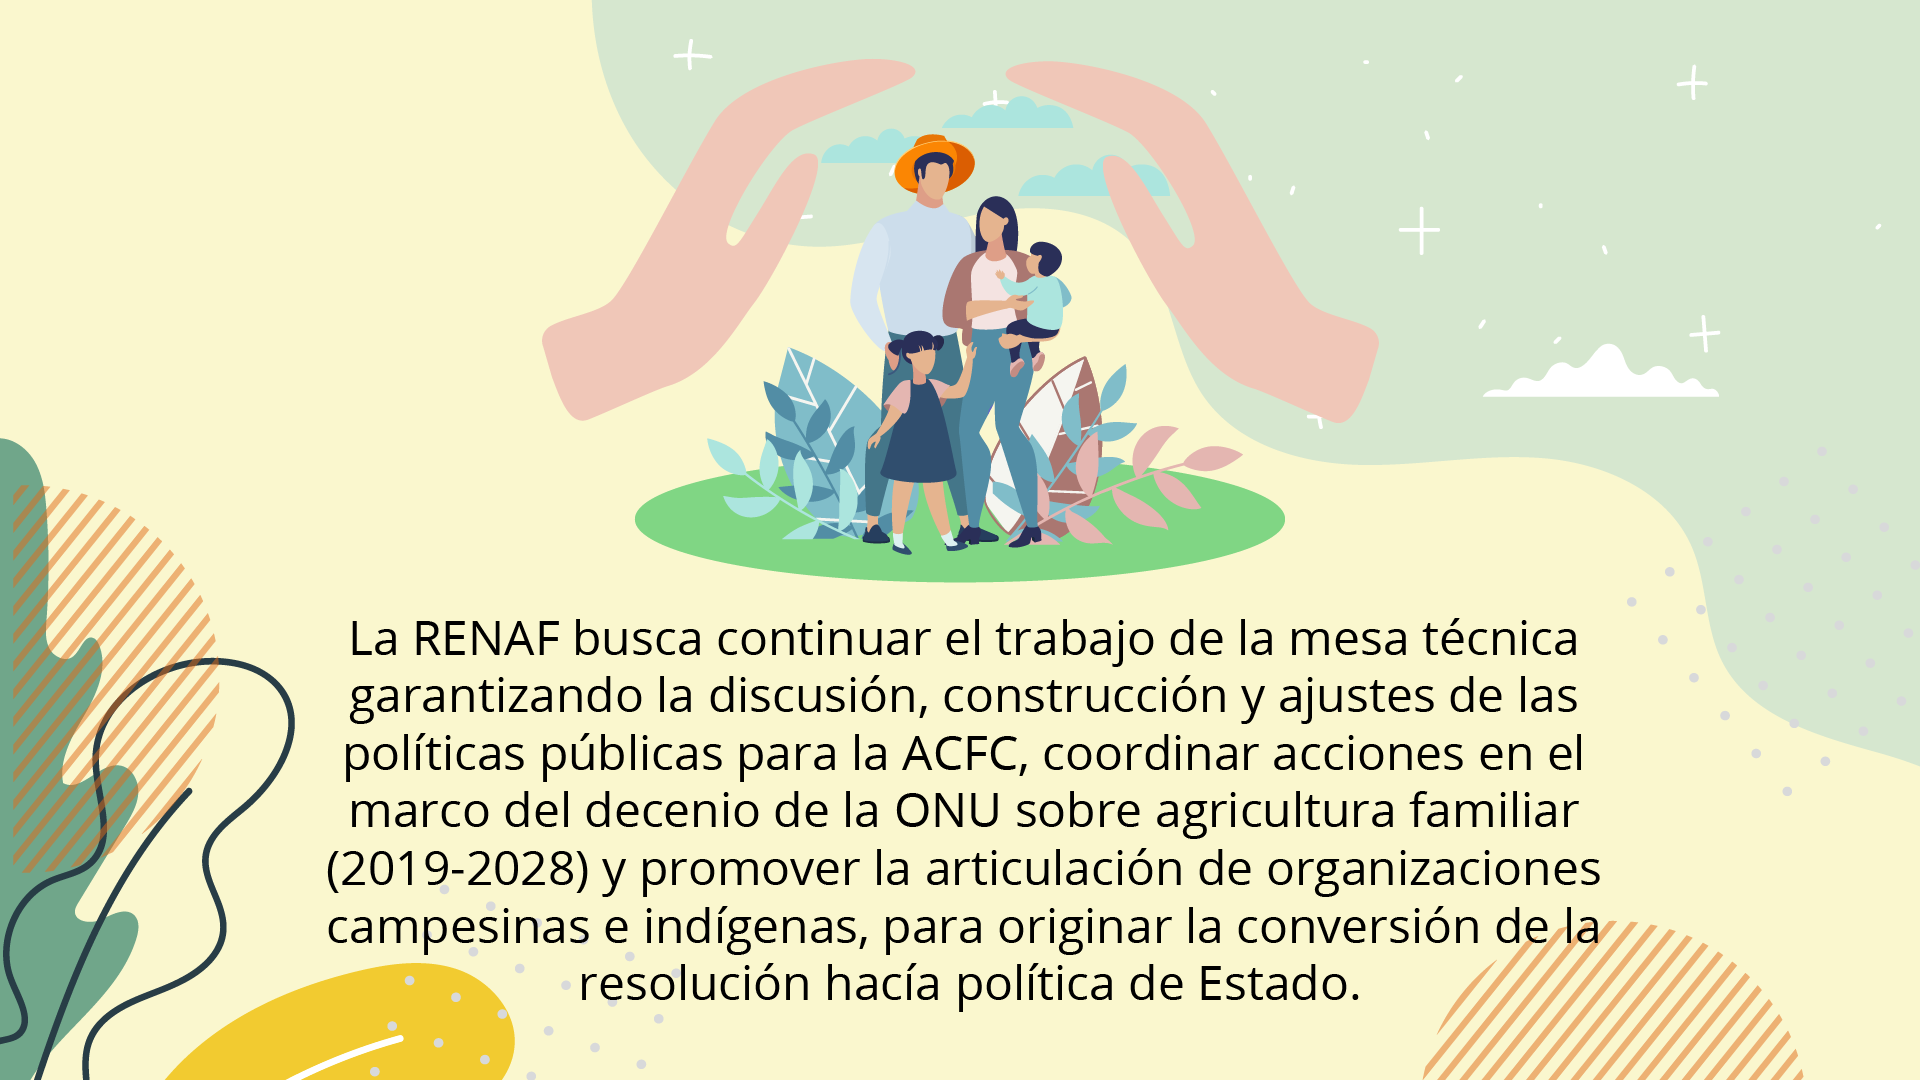 La RENAF busca continuar el trabajo de la mesa técnica
garantizando la discusión, construcción y ajustes de las
políticas públicas para la ACFC, coordinar acciones en el
marco del decenio de la ONU sobre agricultura familiar
(2019-2028) y promover la articulación de organizaciones
campesinas e indígenas, para originar la conversión de la
resolución hacía política de Estado.